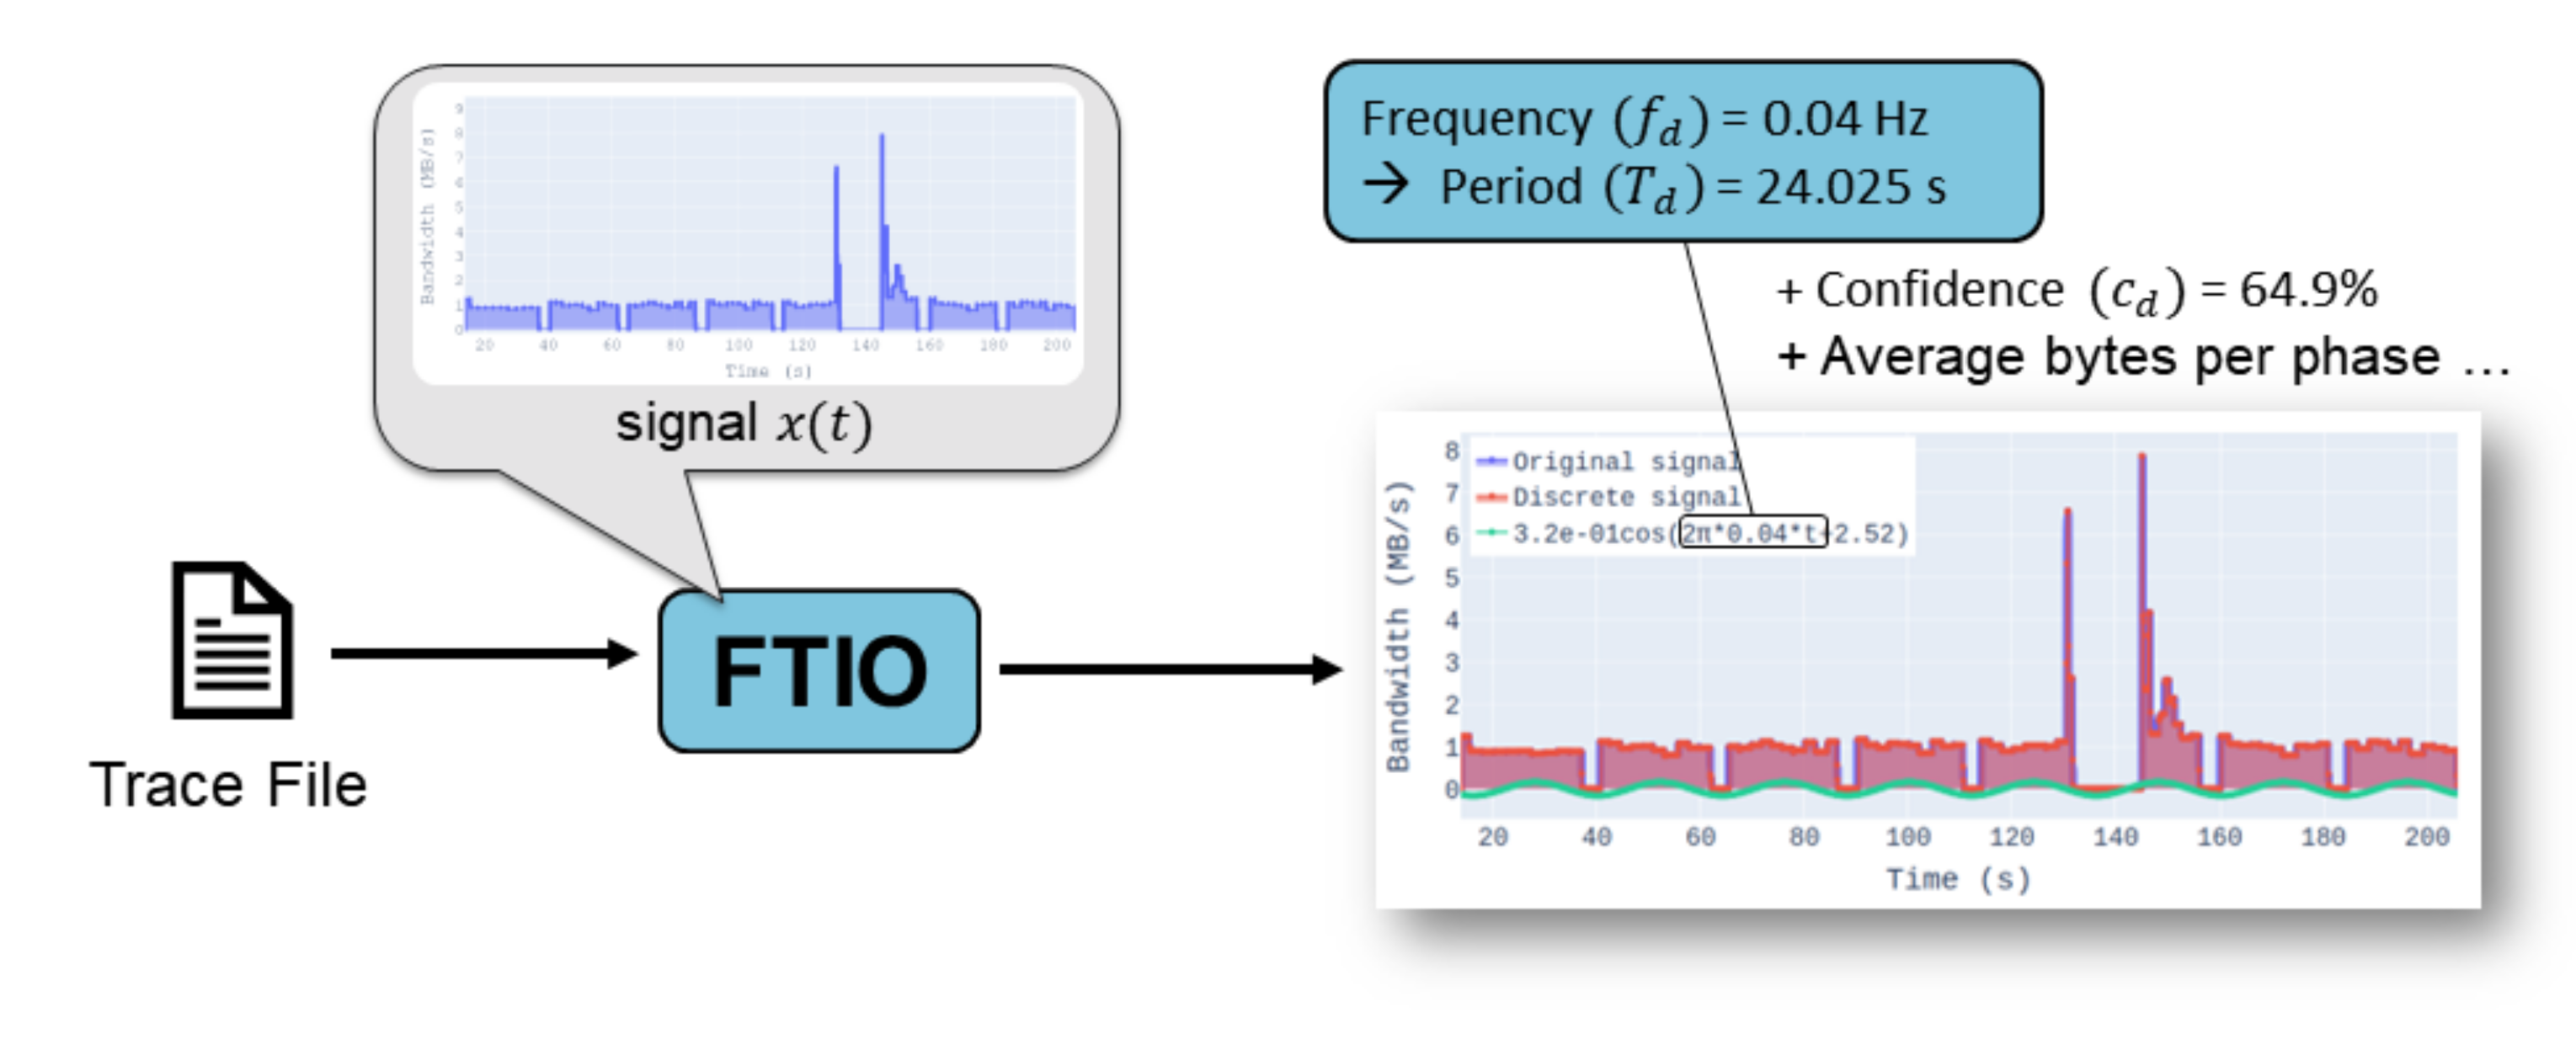 9
8
7
6
5
4
3
2
1
0
Bandwidth (MB/s)
20 40 60 80 100 120 140 160 180 200
Time (s)
signal x(t)
Trace File
FTIO
Frequency (f_d) = 0.04 Hz
→ Period (T_d) = 24.025 s
+ Confidence (c_d) = 64.9%
+ Average bytes per phase ...
Original signal
Discrete signal
3.2e-01cos(2π*0.04*t+2.52)
8
7
6
5
4
3
2
1
0
Bandwidth (MB/s)
20 40 60 80 100 120 140 160 180 200
Time (s)